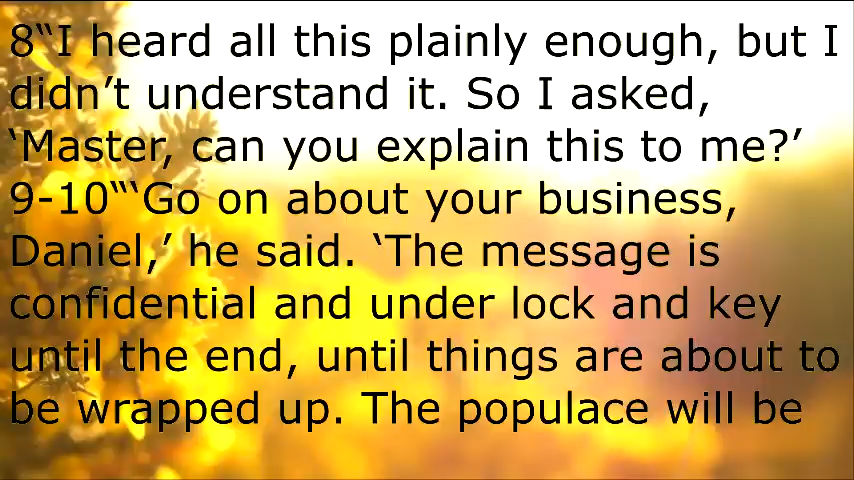 8“I heard all this plainly enough, but I
didn’t understand it. So I asked,
‘Master, can you explain this to me?’
9-10“‘Go on about your business,
Daniel,’ he said. ‘The message is
confidential and under lock and key
until the end, until things are about to
be wrapped up. The populace will be